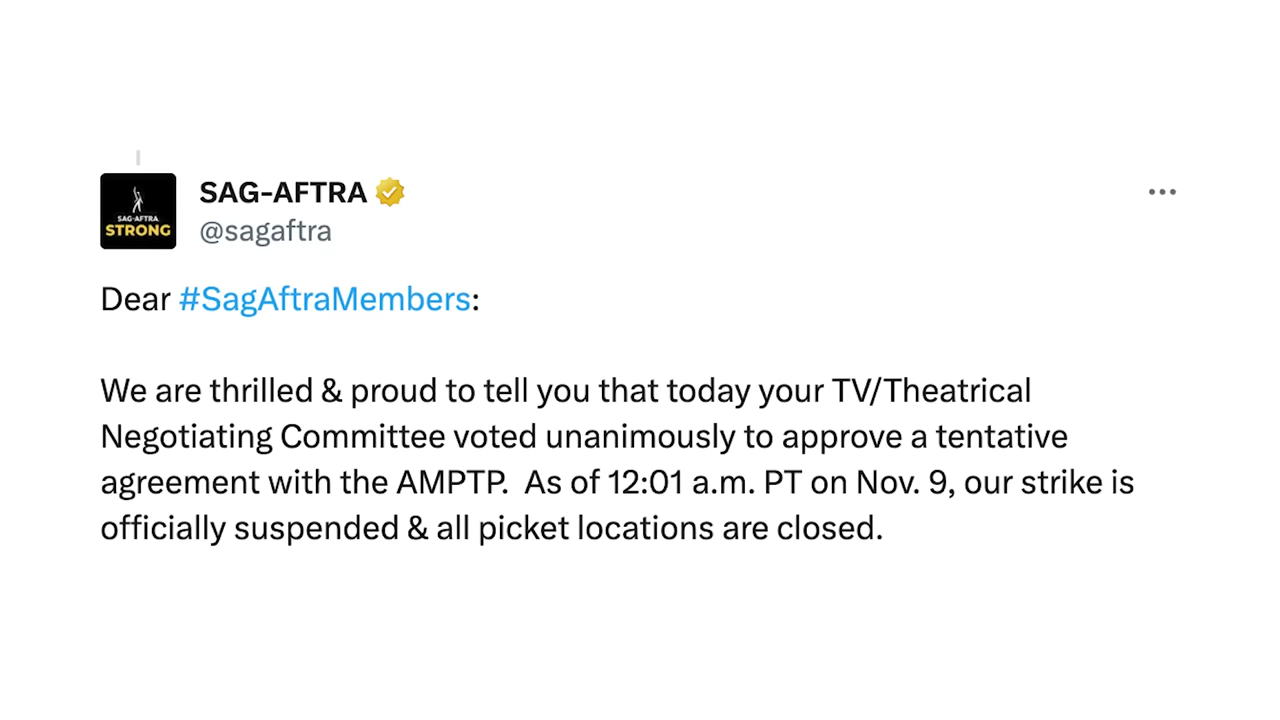 SAG-AFTRA
@sagaftra
SAG-AFTRA
STRONG
Dear #SagAftraMembers:
We are thrilled & proud to tell you that today your TV/Theatrical
Negotiating Committee voted unanimously to approve a tentative
agreement with the AMPTP.  As of 12:01 a.m. PT on Nov. 9, our strike is
officially suspended & all picket locations are closed.